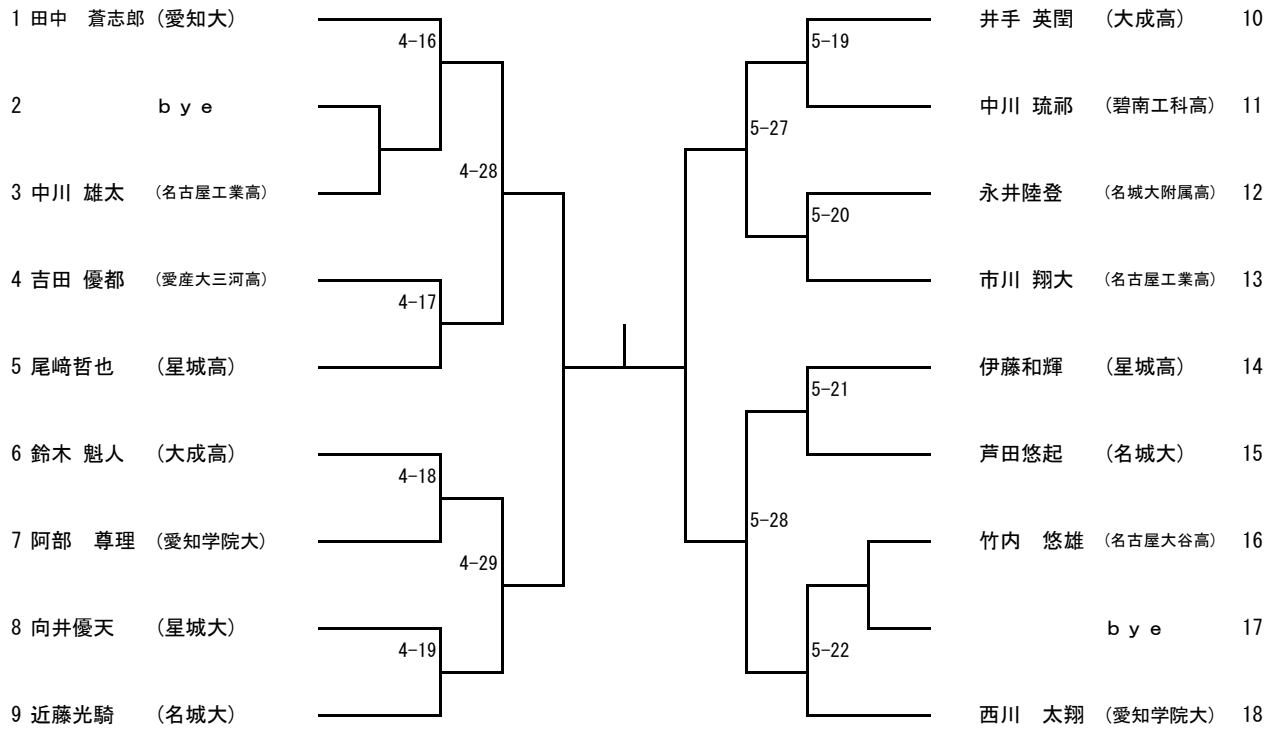 1 田中　蒼志郎 （愛知大）
4-16
2 ｂｙｅ
4-28
3 中川 雄太 （名古屋工業高）
4 吉田 優都 （愛産大三河高）
4-17
5 尾﨑哲也 （星城高）
6 鈴木 魁人 （大成高）
4-18
7 阿部　尊理 （愛知学院大）
4-29
8 向井優天 （星城大）
4-19
9 近藤光騎 （名城大）
井手 英閏 （大成高） 10
5-19
中川 琉祁 （碧南工科高） 11
5-27
永井陸登 （名城大附属高） 12
5-20
市川 翔大 （名古屋工業高） 13
伊藤和輝 （星城高） 14
5-21
芦田悠起 （名城大） 15
5-28
竹内　悠雄 （名古屋大谷高） 16
ｂｙｅ 17
5-22
西川　太翔 （愛知学院大） 18